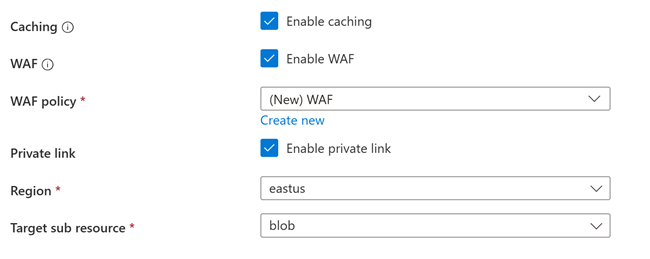 Caching
Enable caching
WAF
Enable WAF
WAF policy *
(New) WAF
Create new
Private link
Enable private link
Region *
eastus
Target sub resource *
blob